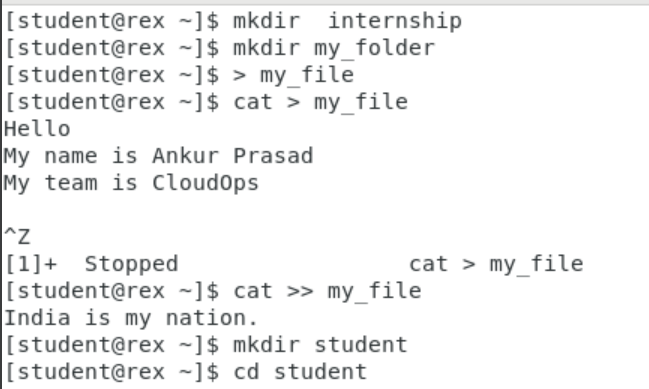 [student@rex ~]$ mkdir  internship
[student@rex ~]$ mkdir my_folder
[student@rex ~]$ > my_file
[student@rex ~]$ cat > my_file
Hello
My name is Ankur Prasad
My team is CloudOps

^Z
[1]+  Stopped                 cat > my_file
[student@rex ~]$ cat >> my_file
India is my nation.
[student@rex ~]$ mkdir student
[student@rex ~]$ cd student